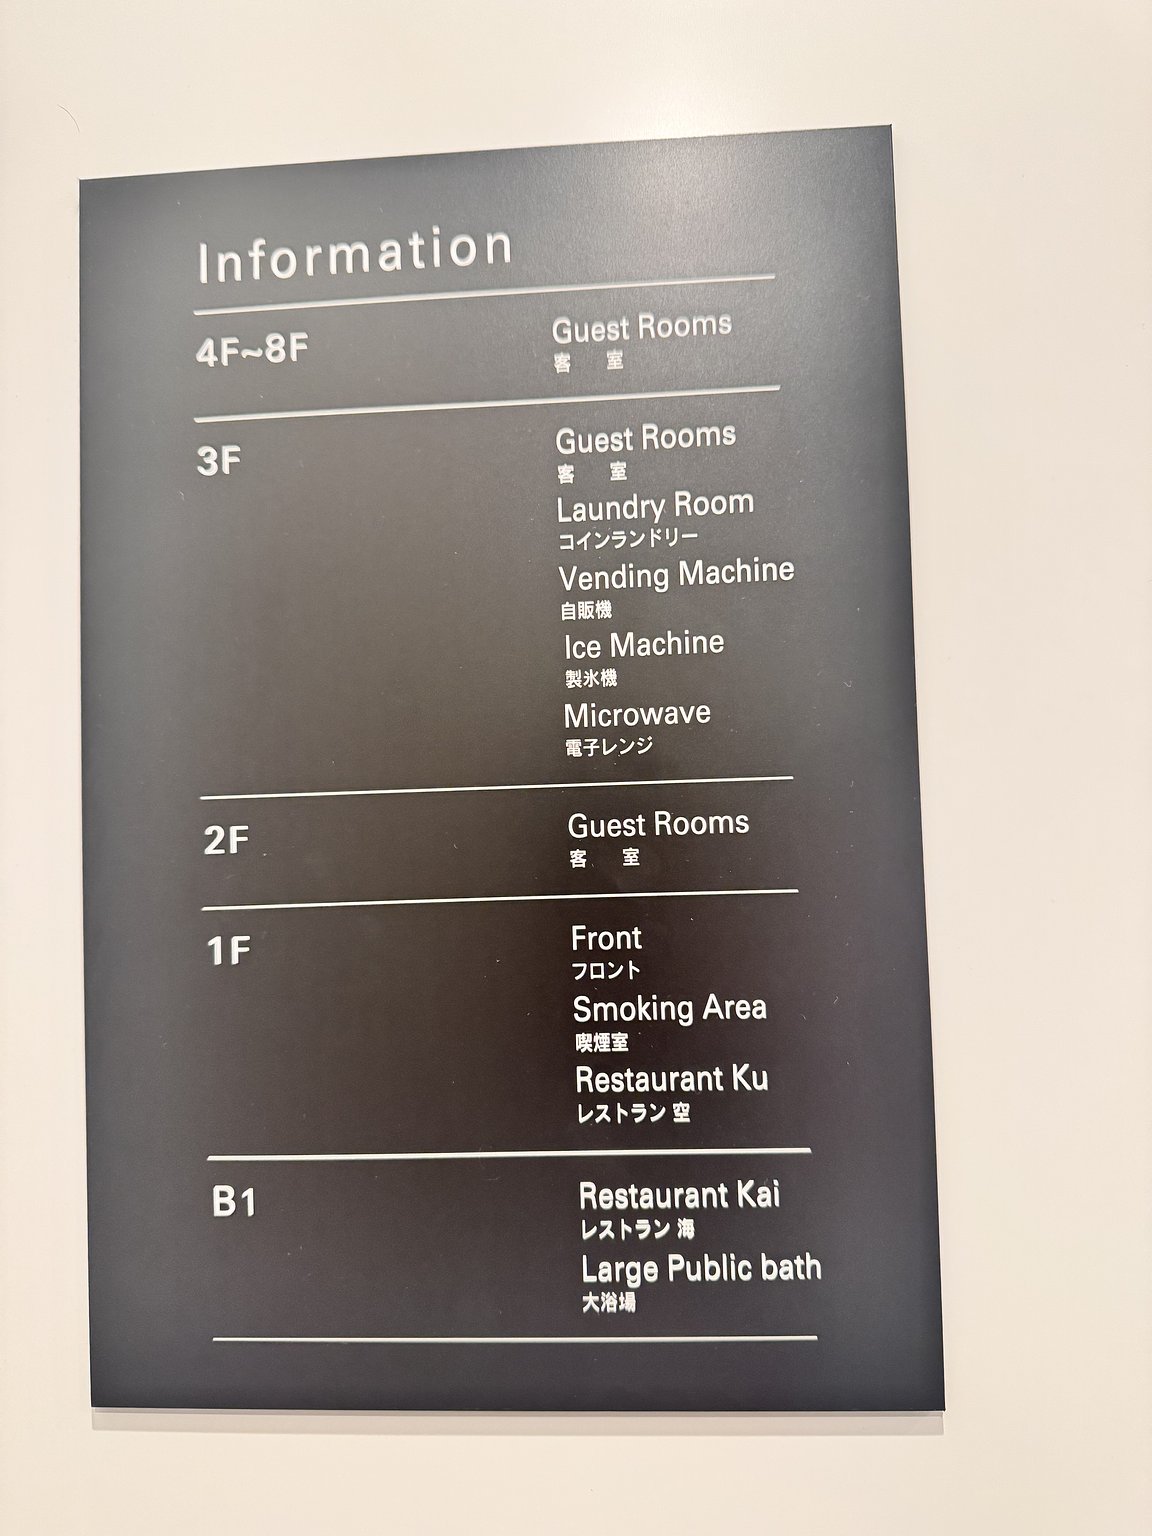 Information
4F~8F
Guest Rooms
客 室
3F
Guest Rooms
客 室
Laundry Room
コインランドリー
Vending Machine
自販機
Ice Machine
製氷機
Microwave
電子レンジ
2F
Guest Rooms
客 室
1F
Front
フロント
Smoking Area
喫煙室
Restaurant Ku
レストラン 空
B1
Restaurant Kai
レストラン 海
Large Public bath
大浴場